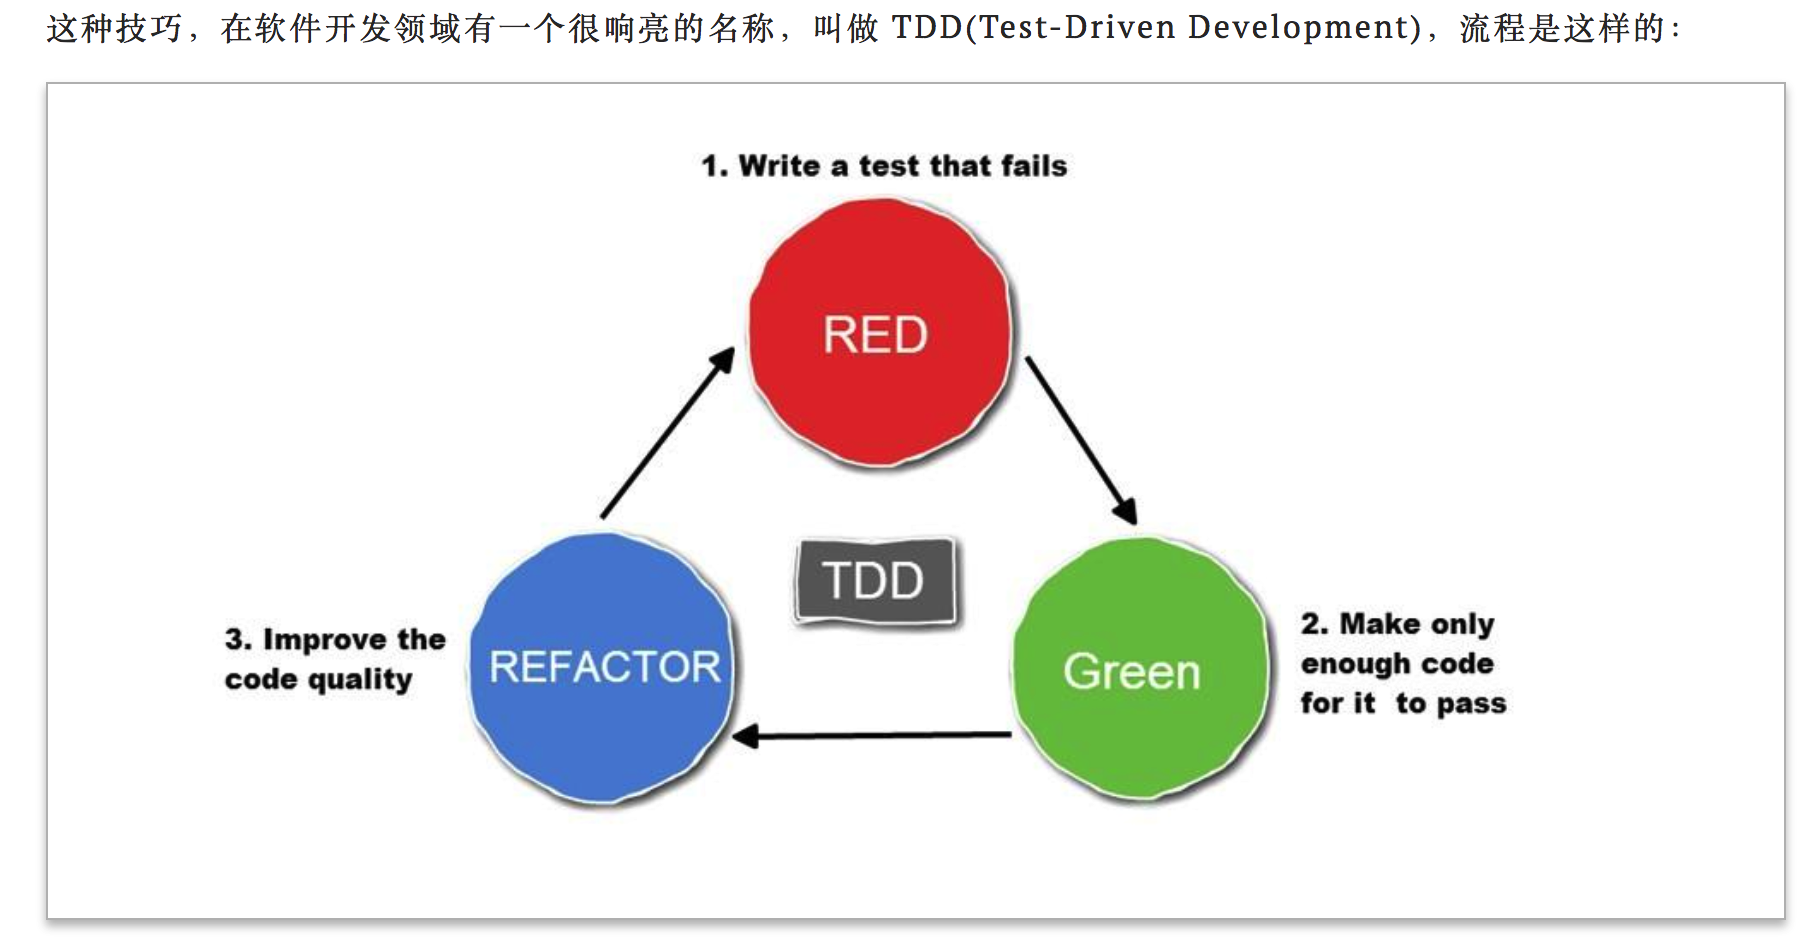 这种技巧，在软件开发领域有一个很响亮的名称，叫做 TDD(Test-Driven Development)，流程是这样的：
1. Write a test that fails
RED
TDD
REFACTOR
Green
3. Improve the
code quality
2. Make only
enough code
for it  to pass